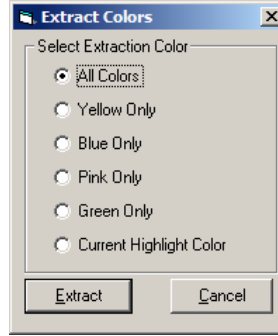 Extract Colors
Select Extraction Color
All Colors
Yellow Only
Blue Only
Pink Only
Green Only
Current Highlight Color
Extract Cancel